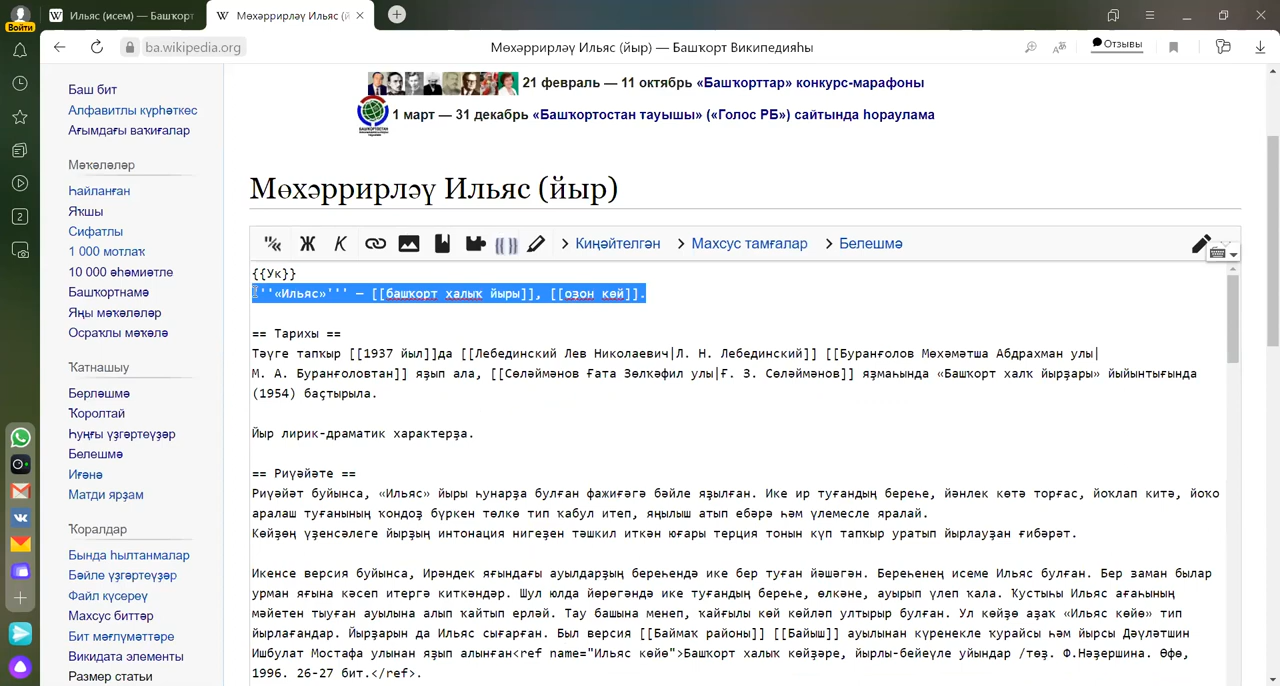 Войти
Ильяс (исем) — Башҡорт
Мөхәррирләү Ильяс (й
ba.wikipedia.org
Мөхәррирләү Ильяс (йыр) — Башҡорт Википедияһы
Отзывы
Баш бит
Алфавитлы күрһәткес
Ағымдағы ваҡиғалар
Мәҡәләләр
Һайланған
Яҡшы
Сифатлы
1 000 мотлаҡ
10 000 әһәмиәтле
Башҡортнамә
Яңы мәҡәләләр
Осраҡлы мәҡәлә
Ҡатнашыу
Берләшмә
Ҡоролтай
Һуңғы үҙгәртеүҙәр
Белешмә
Иғәнә
Матди ярҙам
Ҡоралдар
Бында һылтанмалар
Бәйле үҙгәртеүҙәр
Файл күсереү
Махсус биттәр
Бит мәғлүмәттәре
Викидата элементы
Размер статьи
21 февраль — 11 октябрь «Башҡорттар» конкурс-марафоны
1 март — 31 декабрь «Башҡортостан тауышы» («Голос РБ») сайтында һораулама
Мөхәррирләү Ильяс (йыр)
Ж К Киңәйтелгән Махсус тамғалар Белешмә
{{Ук}}
''«Ильяс»''' — [[башҡорт халыҡ йыры]], [[оҙон көй]].
== Тарихы ==
Тәүге тапҡыр [[1937 йыл]]да [[Лебединский Лев Николаевич|Л. Н. Лебединский]] [[Буранғолов Мөхәмәтша Абдрахман улы|
М. А. Буранғоловтан]] яҙып ала, [[Сөләймәнов Ғата Зөлҡәфил улы|Ғ. З. Сөләймәнов]] яҙмаһында «Башҡорт халҡ йырҙары» йыйынтығында
(1954) баҫтырыла.
Йыр лирик-драматик характерҙа.
== Риүәйәте ==
Риүәйәт буйынса, «Ильяс» йыры һунарҙа булған фажиғәгә бәйле яҙылған. Ике ир туғандың береһе, йәнлек көтә торғас, йоҡлап китә, йоҡо
аралаш туғанының ҡондоҙ бүркен төлкө тип ҡабул итеп, яңылыш атып ебәрә һәм үлемесле яралай.
Көйҙөң үҙенсәлеге йырҙың интонация нигеҙен тәшкил иткән юғары терция тонын күп тапҡыр уратып йырлауҙан ғибәрәт.
Икенсе версия буйынса, Ирәндек яғындағы ауылдарҙың береһендә ике бер туған йәшәгән. Береһенең исеме Ильяс булған. Бер заман былар
урман яғына кәсеп итергә киткәндәр. Шул юлда йөрөгәндә ике туғандың береһе, өлкәне, ауырып үлеп ҡала. Ҡустыһы Ильяс ағаһының
мәйетен тыуған ауылына алып ҡайтып ерләй. Тау башына менеп, ҡайғылы көй көйләп ултырыр булған. Ул көйҙө аҙаҡ «Ильяс көйө» тип
йырлағандар. Йырҙарын да Ильяс сығарған. Был версия [[Баймаҡ районы]] [[Байыш]] ауылынан күренекле ҡурайсы һәм йырсы Дәүләтшин
Ишбулат Мостафа улынан яҙып алынған<ref name="Ильяс көйө">Башҡорт халыҡ көйҙәре, йырлы-бейеүле уйындар /төҙ. Ф.Нәҙершина. Өфө,
1996. 26-27 бит.</ref>.